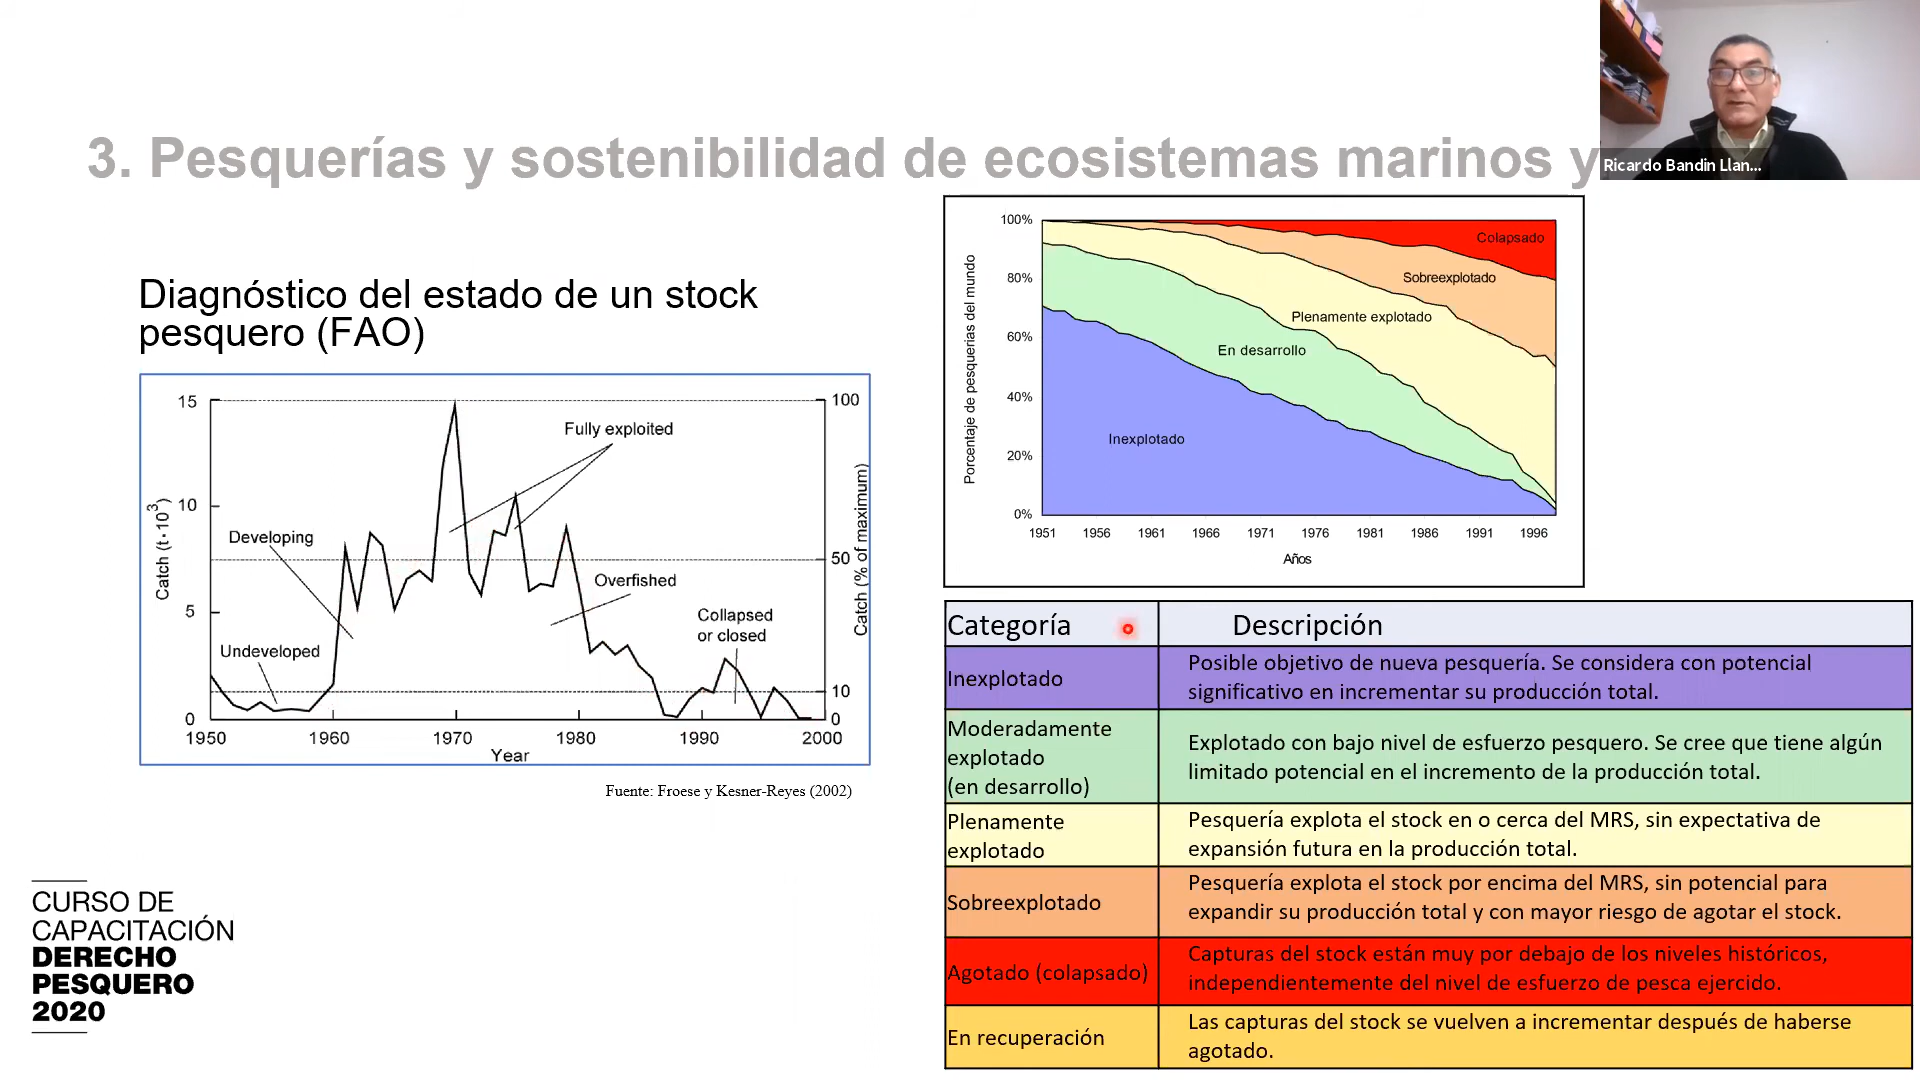 3. Pesquerías y sostenibilidad de ecosistemas marinos y
Ricardo Bandin Llan...
Diagnóstico del estado de un stock
pesquero (FAO)
15
10
5
0
Catch (t·10³)
100
50
10
0
Catch (% of maximum)
Fully exploited
Developing
Overfished
Collapsed
or closed
Undeveloped
1950
1960
1970
1980
1990
2000
Year
Fuente: Froese y Kesner-Reyes (2002)
100%
80%
60%
40%
20%
0%
Porcentaje de pesquerias del mundo
Colapsado
Sobreexplotado
Plenamente explotado
En desarrollo
Inexplotado
1951
1956
1961
1966
1971
1976
1981
1986
1991
1996
Años
Categoría
Descripción
Inexplotado
Posible objetivo de nueva pesquería. Se considera con potencial
significativo en incrementar su producción total.
Moderadamente
explotado
(en desarrollo)
Explotado con bajo nivel de esfuerzo pesquero. Se cree que tiene algún
limitado potencial en el incremento de la producción total.
Plenamente
explotado
Pesquería explota el stock en o cerca del MRS, sin expectativa de
expansión futura en la producción total.
Sobreexplotado
Pesquería explota el stock por encima del MRS, sin potencial para
expandir su producción total y con mayor riesgo de agotar el stock.
Agotado (colapsado)
Capturas del stock están muy por debajo de los niveles históricos,
independientemente del nivel de esfuerzo de pesca ejercido.
En recuperación
Las capturas del stock se vuelven a incrementar después de haberse
agotado.
CURSO DE
CAPACITACIÓN
DERECHO
PESQUERO
2020